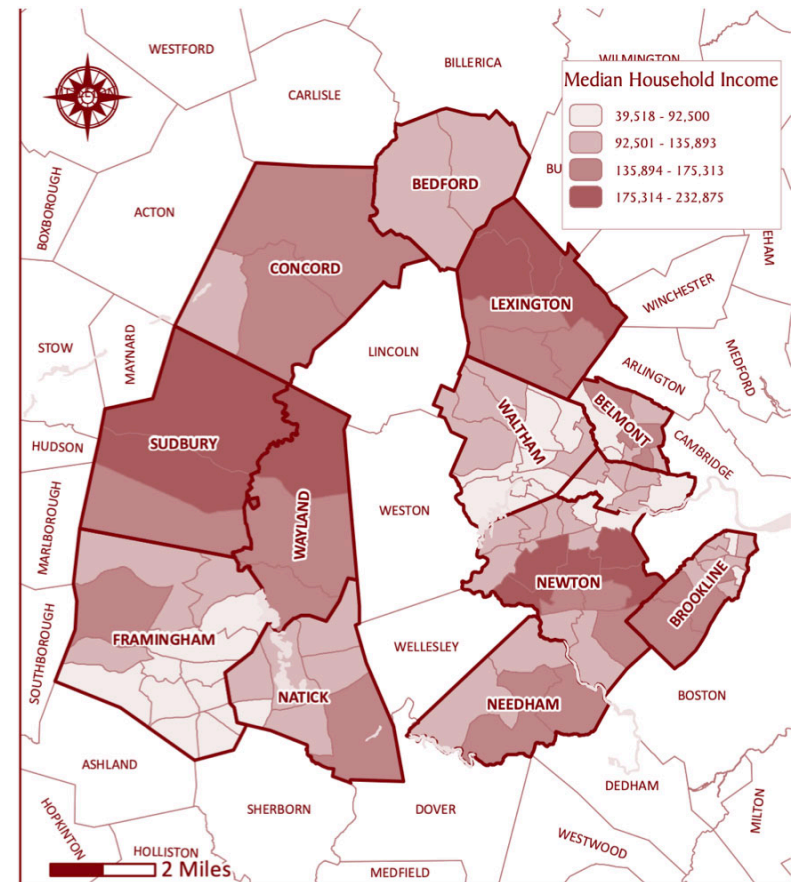 WESTFORD
BILLERICA
WILMINGTON
CARLISLE
Median Household Income
39,518 - 92,500
92,501 - 135,893
135,894 - 175,313
175,314 - 232,875
BOXBOROUGH
ACTON
BEDFORD
BU
EHAM
CONCORD
LEXINGTON
WINCHESTER
STOW
MAYNARD
LINCOLN
ARLINGTON
MEDFORD
WALTHAM
BELMONT
HUDSON
SUDBURY
CAMBRIDGE
MARLBOROUGH
WAYLAND
WESTON
NEWTON
BROOKLINE
SOUTHBOROUGH
FRAMINGHAM
WELLESLEY
NATICK
NEEDHAM
BOSTON
ASHLAND
DEDHAM
HOPKINTON
SHERBORN
DOVER
MILTON
HOLLISTON
WESTWOOD
2 Miles
MEDFIELD